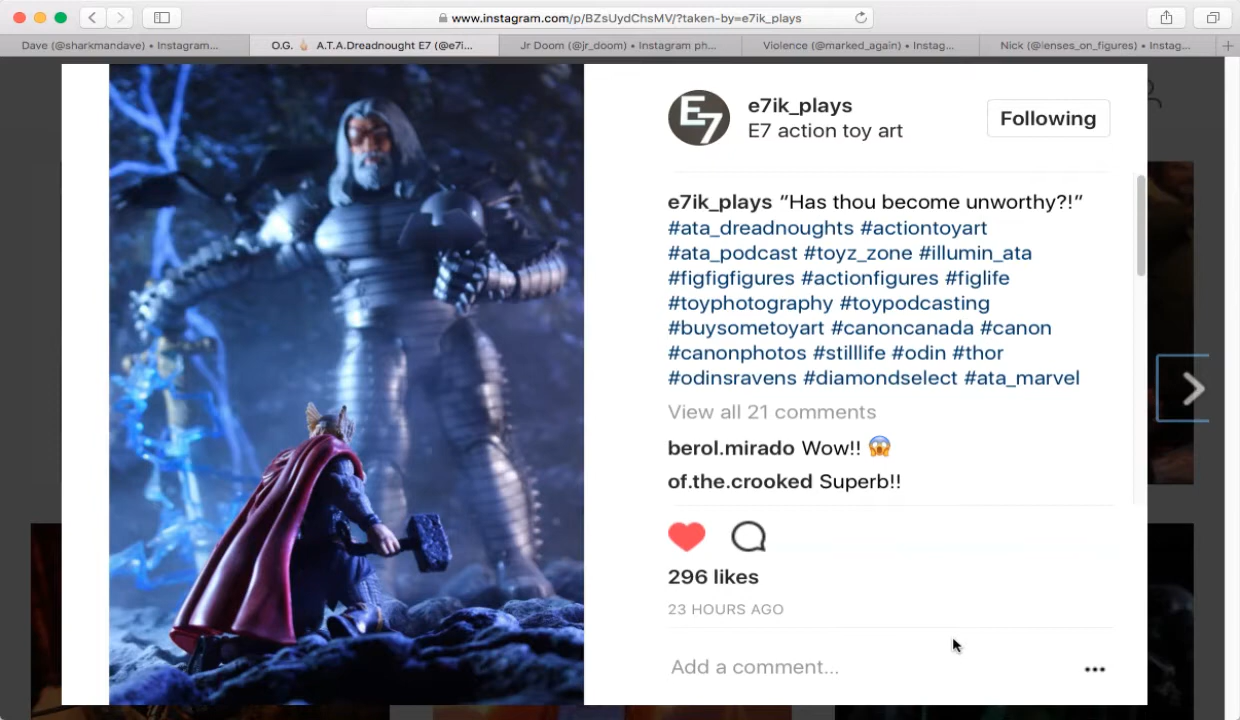 www.instagram.com/p/BZsUydChsMV/?taken-by=e7ik_plays
Dave (@sharkmandave) • Instagram...
O.G. 👆🏻 A.T.A.Dreadnought E7 (@e7i...
Jr Doom (@jr_doom) • Instagram ph...
Violence (@marked_again) • Instag...
Nick (@lenses_on_figures) • Instag...
E7
e7ik_plays
E7 action toy art
Following
e7ik_plays “Has thou become unworthy?!”
#ata_dreadnoughts #actiontoyart
#ata_podcast #toyz_zone #illumin_ata
#figfigfigures #actionfigures #figlife
#toyphotography #toypodcasting
#buysometoyart #canoncanada #canon
#canonphotos #stilllife #odin #thor
#odinsravens #diamondselect #ata_marvel
View all 21 comments
berol.mirado Wow!! 😱
of.the.crooked Superb!!
296 likes
23 HOURS AGO
Add a comment...